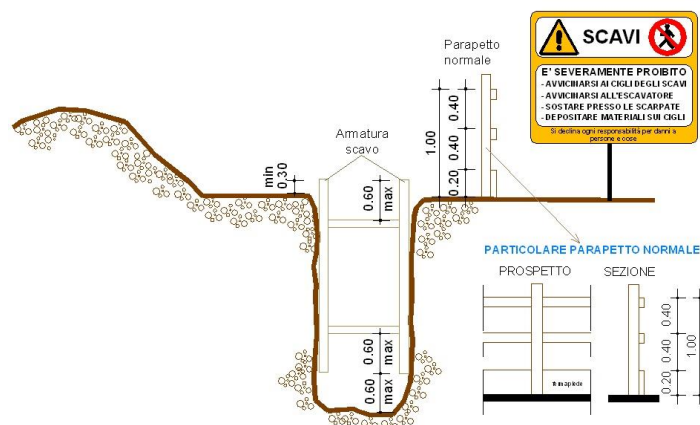 SCAVI
E' SEVERAMENTE PROIBITO
- AVVICINARSI AI CIGLI DEGLI SCAVI
- AVVICINARSI ALL'ESCAVATORE
- SOSTARE PRESSO LE SCARPATE
- DEPOSITARE MATERIALI SUI CIGLI
Si declina ogni responsabilità per danni a
persone e cose
Parapetto
normale
Armatura
scavo
min
0.30
0.60
max
1.00
0.40
0.40
0.20
0.60
max
0.60
max
PARTICOLARE PARAPETTO NORMALE
PROSPETTO
SEZIONE
fermapiede
0.40
0.40
0.20
1.00